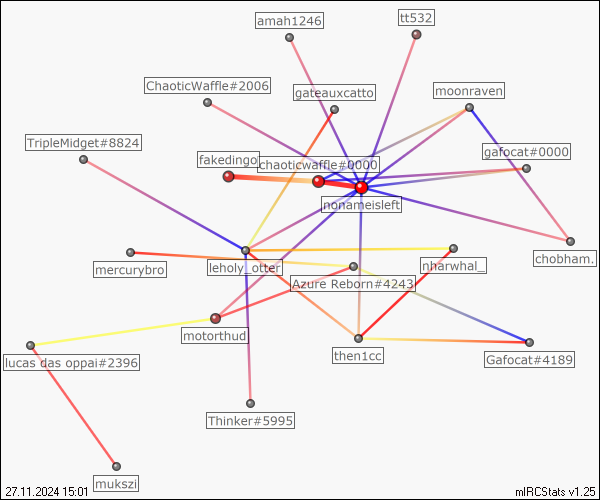 amah1246
tt532
ChaoticWaffle#2006
gateauxcatto
moonraven
TripleMidget#8824
gafocat#0000
fakedingo
chaoticwaffle#0000
nonameisleft
chobham.
mercurybro
leholy_otter
nharwhal_
Azure Reborn#4243
motorthud
then1cc
Gafocat#4189
lucas das oppai#2396
Thinker#5995
mukszi
27.11.2024 15:01
mIRCStats v1.25